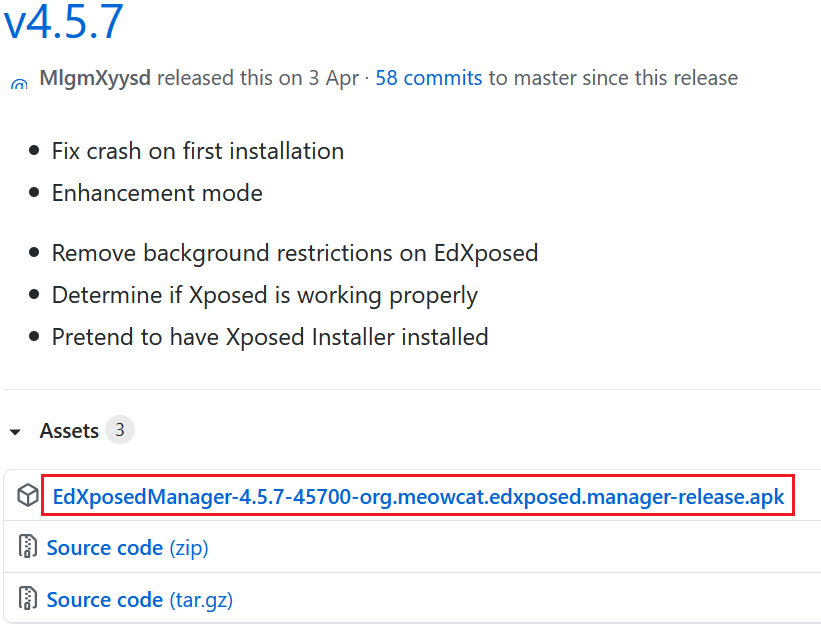 v4.5.7
@ MlgmXyysd released this on 3 Apr · 58 commits to master since this release
• Fix crash on first installation
• Enhancement mode
• Remove background restrictions on EdXposed
• Determine if Xposed is working properly
• Pretend to have Xposed Installer installed
Assets 3
EdXposedManager-4.5.7-45700-org.meowcat.edxposed.manager-release.apk
Source code (zip)
Source code (tar.gz)